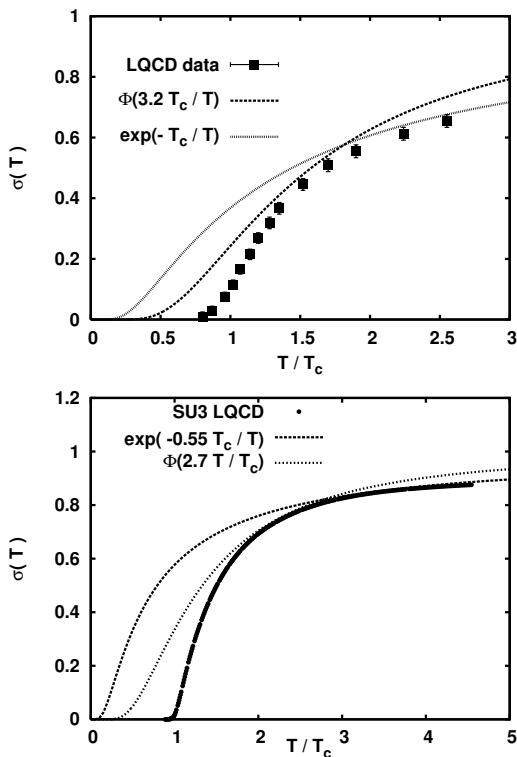 1
0.8
0.6
0.4
0.2
0
LQCD data
Φ(3.2 T_c / T)
exp(- T_c / T)
σ( T )
0 0.5 1 1.5 2 2.5 3
T / T_c
1.2
1
0.8
0.6
0.4
0.2
0
SU3 LQCD
exp( -0.55 T_c / T)
Φ(2.7 T / T_c)
σ( T )
0 1 2 3 4 5
T / T_c